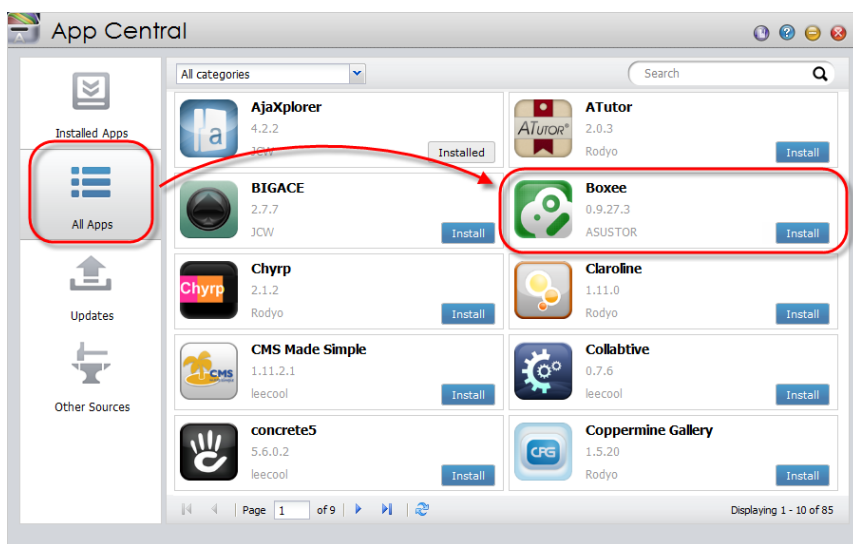 App Central
All categories
Search
Installed Apps
All Apps
Updates
Other Sources
a
AjaXplorer
4.2.2
JCW
Installed
ATUTOR®
ATutor
2.0.3
Rodyo
Install
BIGACE
2.7.7
JCW
Install
Boxee
0.9.27.3
ASUSTOR
Install
Chyrp
Chyrp
2.1.2
Rodyo
Install
Claroline
1.11.0
Rodyo
Install
CMS
CMS Made Simple
1.11.2.1
leecool
Install
Collabtive
0.7.6
leecool
Install
concrete5
5.6.0.2
leecool
Install
CPG
Coppermine Gallery
1.5.20
Rodyo
Install
Page 1 of 9
Displaying 1 - 10 of 85